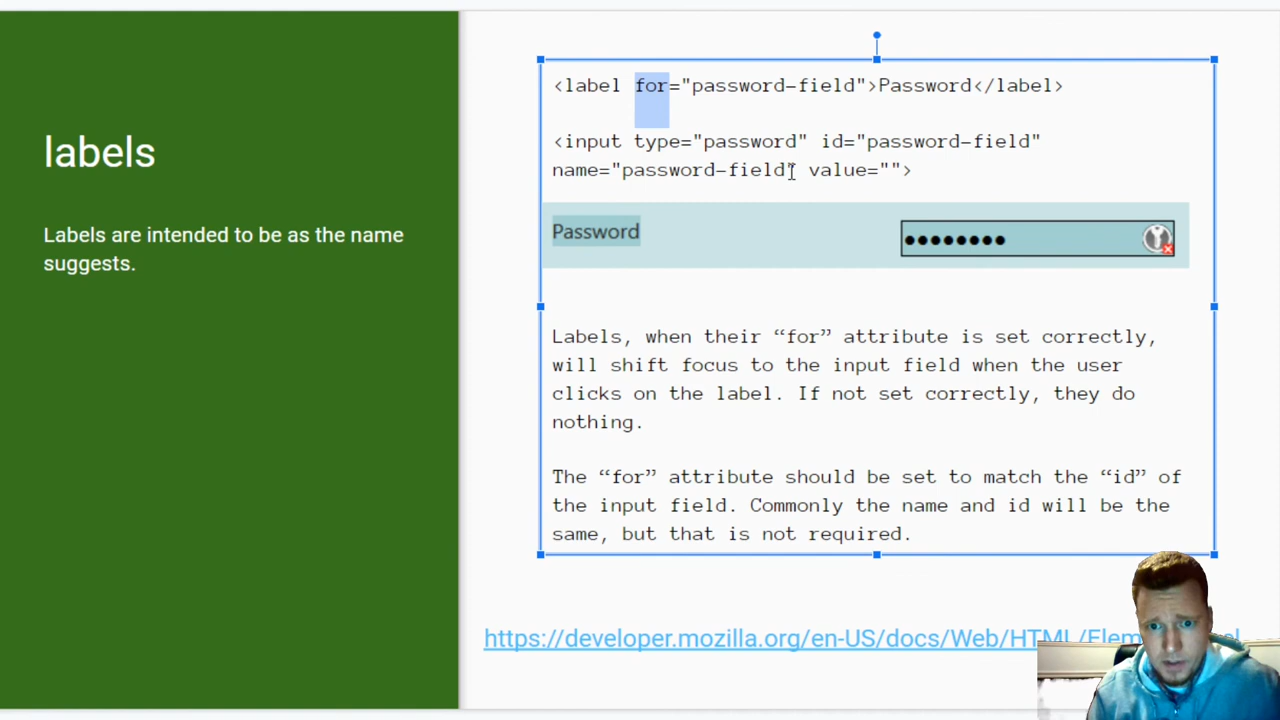 labels
Labels are intended to be as the name
suggests.
<label for="password-field">Password</label>
<input type="password" id="password-field"
name="password-field" value="">
Password
Labels, when their “for” attribute is set correctly,
will shift focus to the input field when the user
clicks on the label. If not set correctly, they do
nothing.
The “for” attribute should be set to match the “id” of
the input field. Commonly the name and id will be the
same, but that is not required.
https://developer.mozilla.org/en-US/docs/Web/HTML/Elem